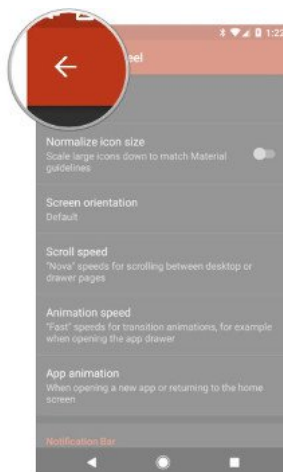 1:22
eel
Normalize icon size
Scale large icons down to match Material
guidelines
Screen orientation
Default
Scroll speed
"Nova" speeds for scrolling between desktop or
drawer pages
Animation speed
"Fast" speeds for transition animations, for example
when opening the app drawer
App animation
When opening a new app or returning to the home
screen
Notification Bar